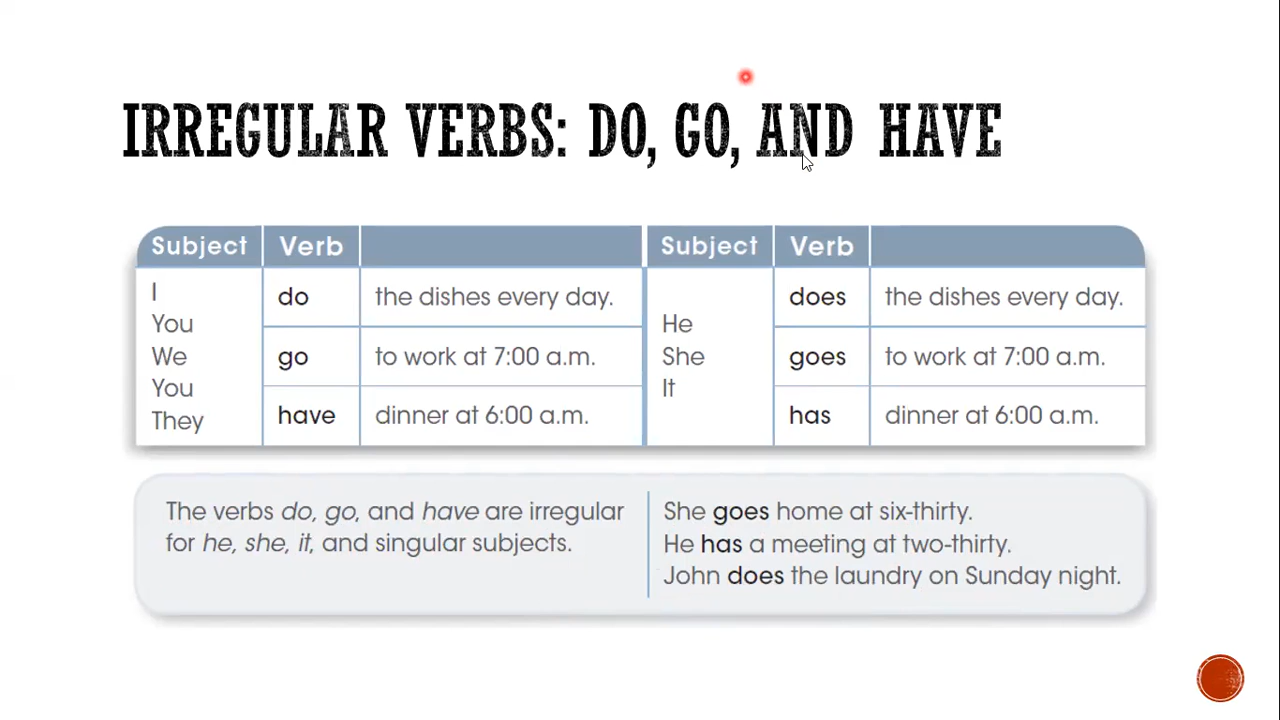 IRREGULAR VERBS: DO, GO, AND HAVE
Subject Verb Subject Verb
I
You
We
You
They
do the dishes every day.
go to work at 7:00 a.m.
have dinner at 6:00 a.m.
He
She
It
does the dishes every day.
goes to work at 7:00 a.m.
has dinner at 6:00 a.m.
The verbs do, go, and have are irregular
for he, she, it, and singular subjects.
She goes home at six-thirty.
He has a meeting at two-thirty.
John does the laundry on Sunday night.